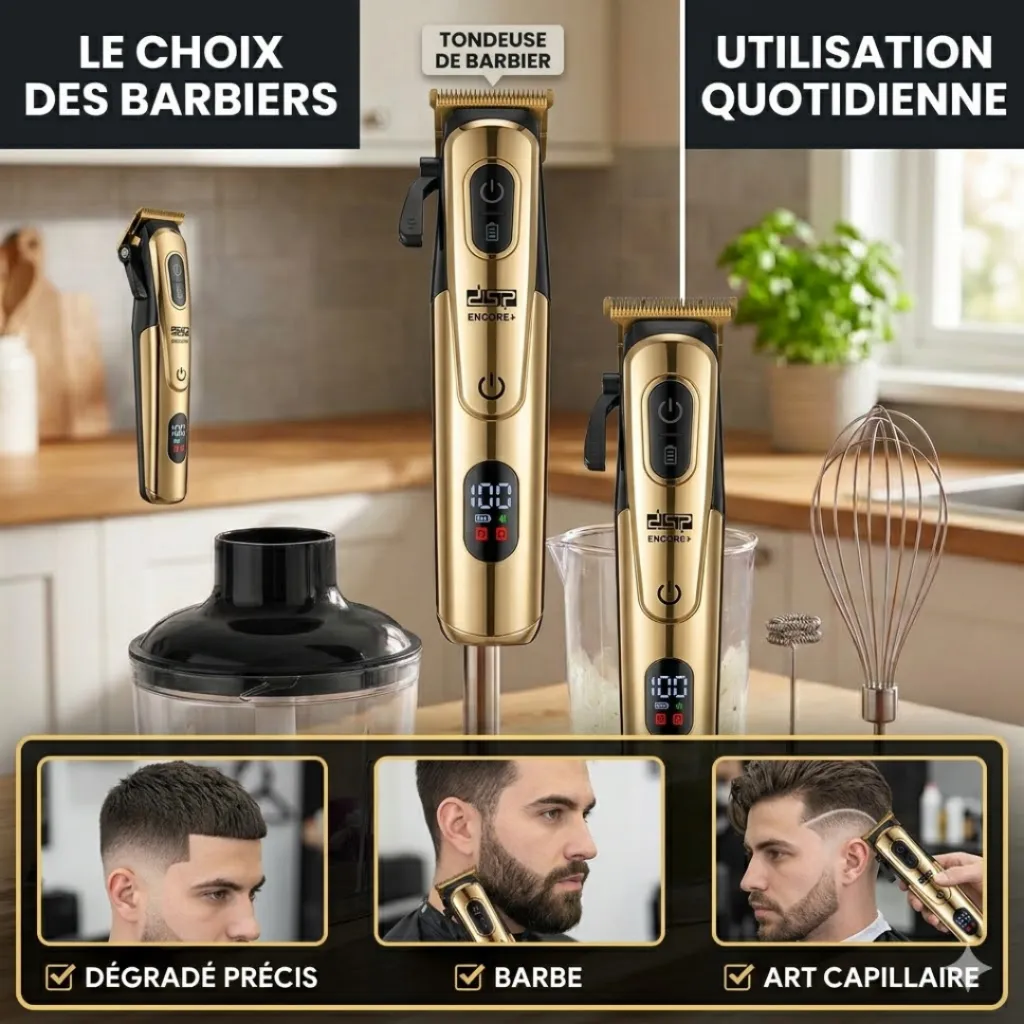 LE CHOIX
DES BARBIERS
TONDEUSE
DE BARBIER
UTILISATION
QUOTIDIENNE
dsp
ENCORE+
100
dsp
ENCORE+
100
DÉGRADÉ PRÉCIS
BARBE
ART CAPILLAIRE